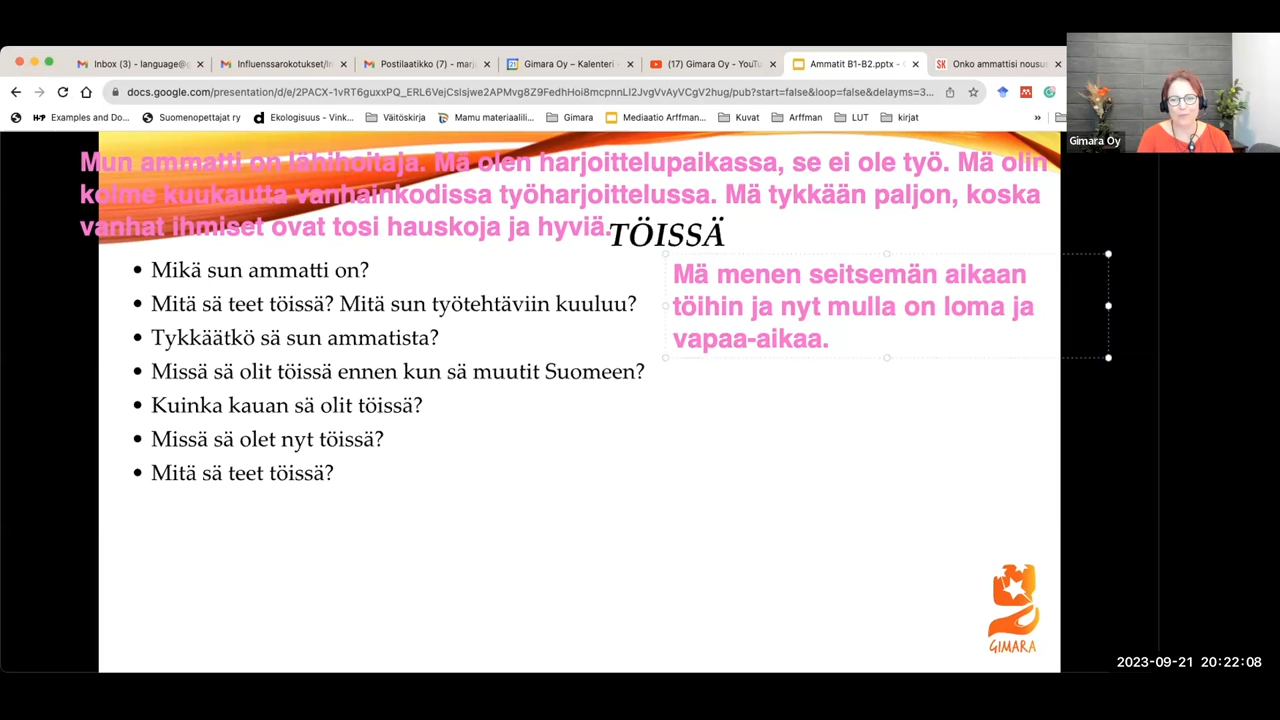 Inbox (3) - language@g
Influenssarokotukset/In
Postilaatikko (7) - marj
Gimara Oy – Kalenteri -
(17) Gimara Oy - YouTu
Ammatit B1-B2.pptx - G
Onko ammattisi nousus
docs.google.com/presentation/d/e/2PACX-1vRT6guxxPQ_ERL6VejCsIsjwe2APMvg8Z9FedhHoi8mcpnnLI2JvgVvAyVCgV2hug/pub?start=false&loop=false&delayms=3...
Examples and Do...
Suomenopettajat ry
Ekologisuus - Vink...
Väitöskirja
Mamu materiaalili...
Gimara
Mediaatio Arffman...
Kuvat
Arffman
LUT
kirjat
»
Gimara Oy
Mun ammatti on lähihoitaja. Mä olen harjoittelupaikassa, se ei ole työ. Mä olin
kolme kuukautta vanhainkodissa työharjoittelussa. Mä tykkään paljon, koska
vanhat ihmiset ovat tosi hauskoja ja hyviä.
TÖISSÄ
• Mikä sun ammatti on?
• Mitä sä teet töissä? Mitä sun työtehtäviin kuuluu?
• Tykkäätkö sä sun ammatista?
• Missä sä olit töissä ennen kun sä muutit Suomeen?
• Kuinka kauan sä olit töissä?
• Missä sä olet nyt töissä?
• Mitä sä teet töissä?
Mä menen seitsemän aikaan
töihin ja nyt mulla on loma ja
vapaa-aikaa.
GIMARA
2023-09-21 20:22:08